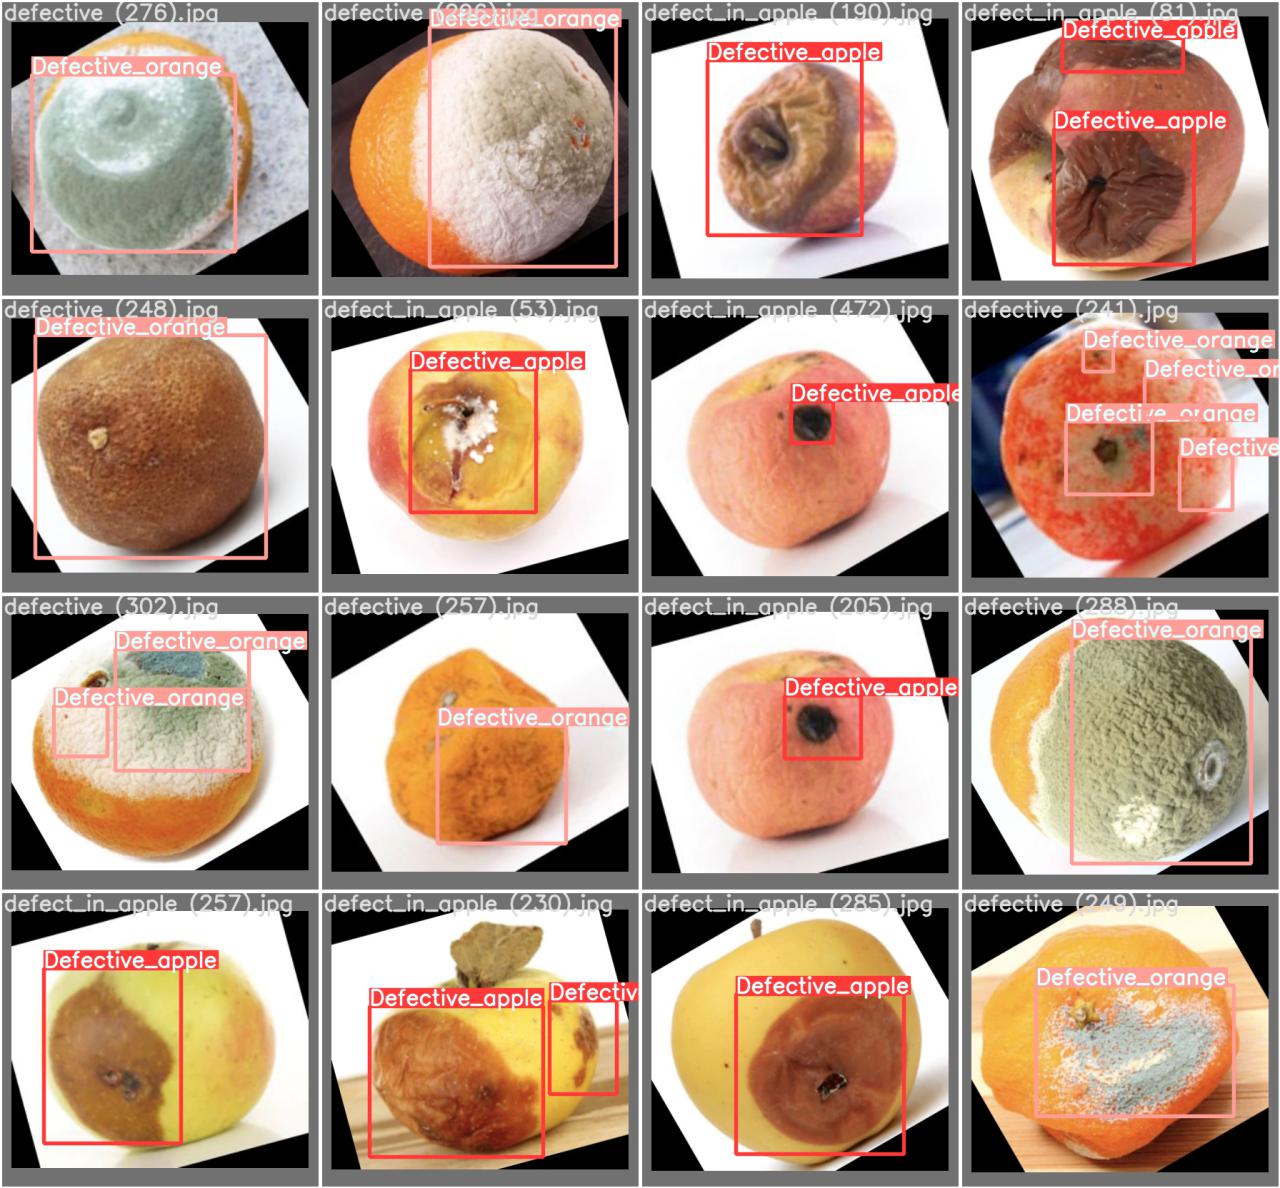 defective (276).jpg
Defective_orange
Defective_orange
defect_in_apple (190).jpg
Defective_apple
defect_in_apple (81).jpg
Defective_apple
Defective_apple
defective (248).jpg
Defective_orange
defect_in_apple (53).jpg
Defective_apple
defect_in_apple (472).jpg
Defective_apple
defective (241).jpg
Defective_orange
Defective_or
Defective_orange
Defective
defective (302).jpg
Defective_orange
Defective_orange
defective (257).jpg
Defective_orange
defect_in_apple (205).jpg
Defective_apple
defective (288).jpg
Defective_orange
defect_in_apple (257).jpg
Defective_apple
defect_in_apple (230).jpg
Defective_apple
Defectiv
defect_in_apple (285).jpg
Defective_apple
defective (249).jpg
Defective_orange